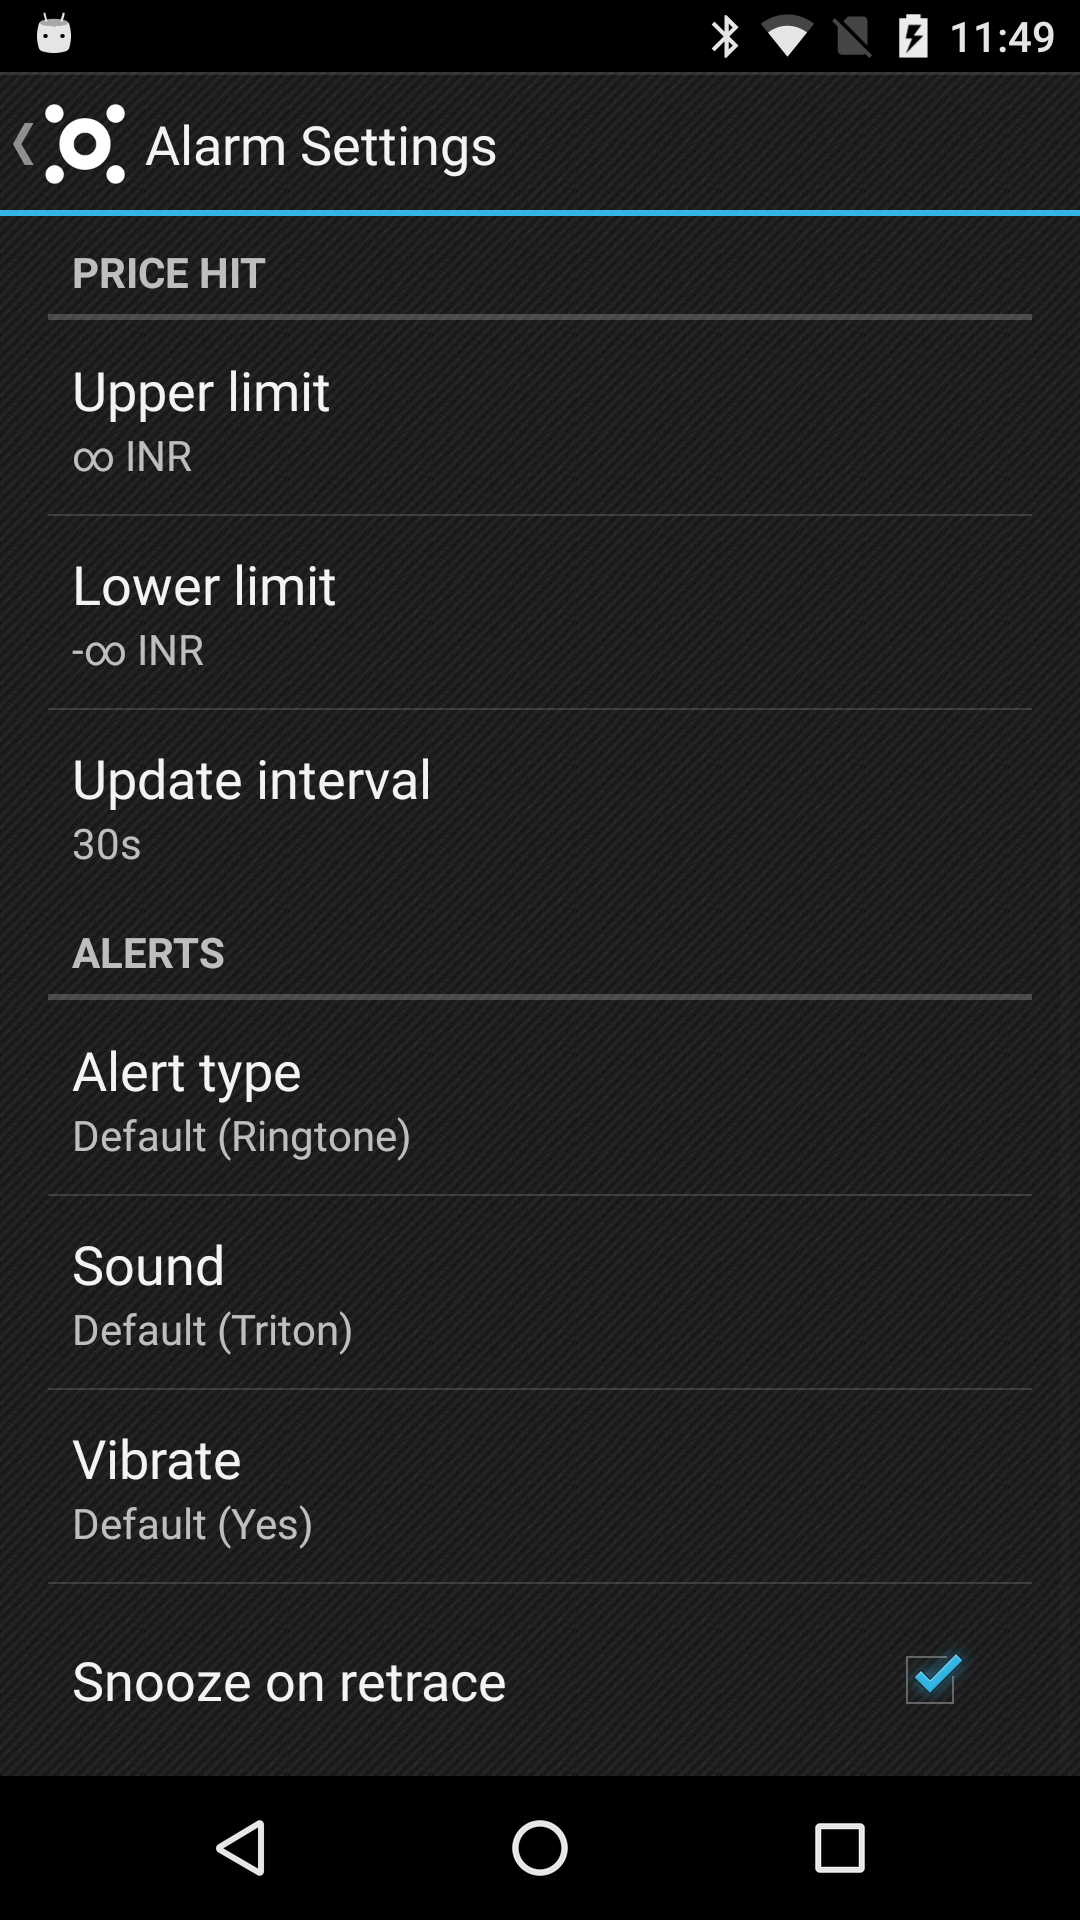 11:49
Alarm Settings
PRICE HIT
Upper limit
∞ INR
Lower limit
-∞ INR
Update interval
30s
ALERTS
Alert type
Default (Ringtone)
Sound
Default (Triton)
Vibrate
Default (Yes)
Snooze on retrace